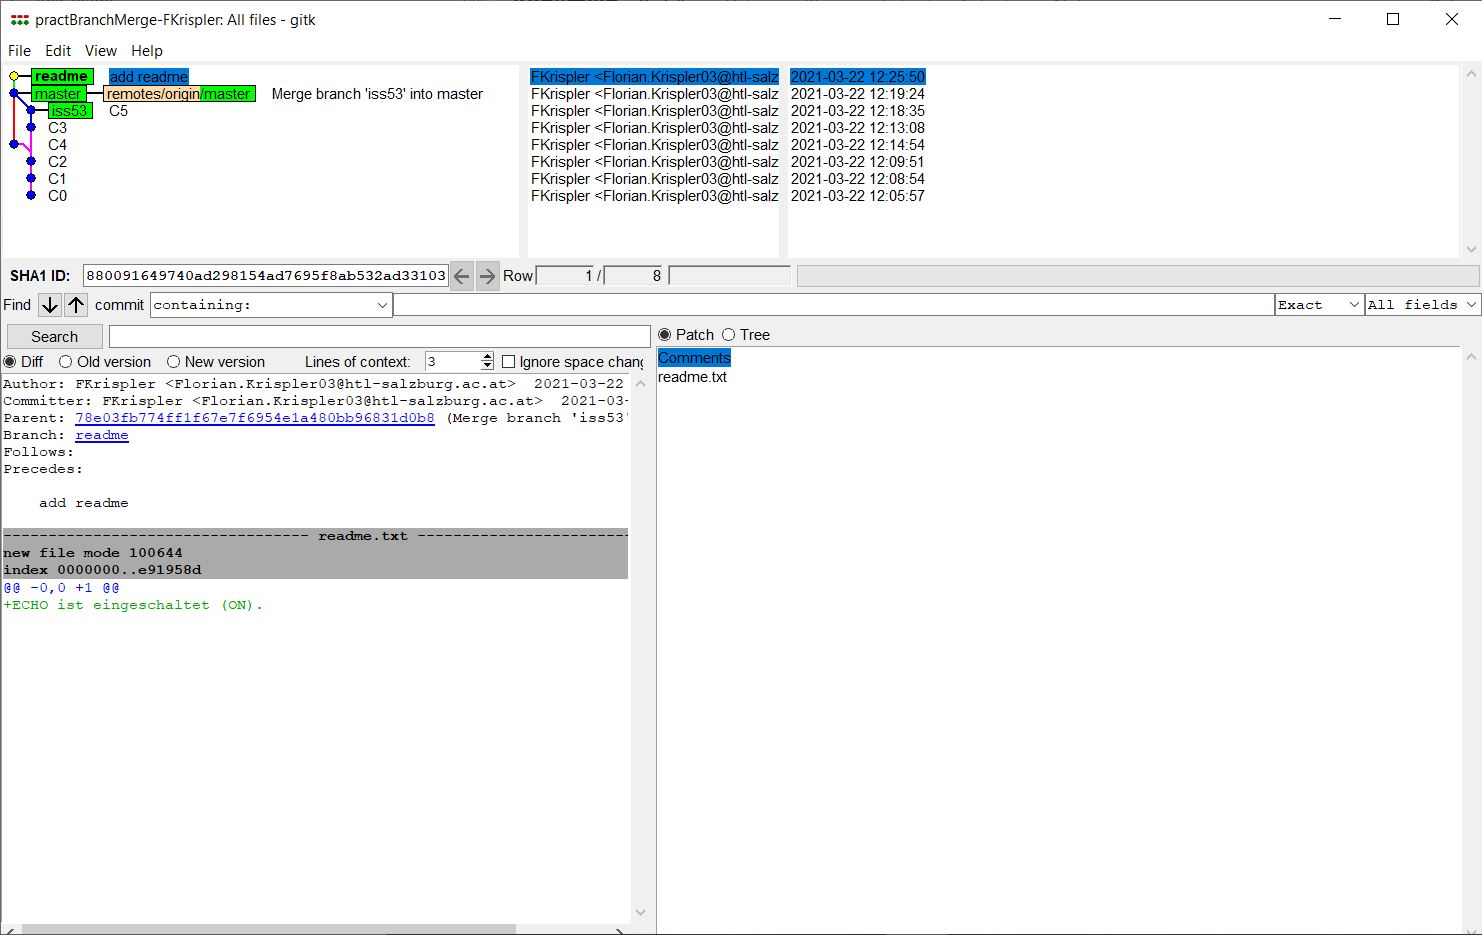 practBranchMerge-FKrispler: All files - gitk
File Edit View Help
readme add readme FKrispler <Florian.Krispler03@htl-salz 2021-03-22 12:25:50
master remotes/origin/master Merge branch 'iss53' into master FKrispler <Florian.Krispler03@htl-salz 2021-03-22 12:19:24
iss53 C5 FKrispler <Florian.Krispler03@htl-salz 2021-03-22 12:18:35
C3 FKrispler <Florian.Krispler03@htl-salz 2021-03-22 12:13:08
C4 FKrispler <Florian.Krispler03@htl-salz 2021-03-22 12:14:54
C2 FKrispler <Florian.Krispler03@htl-salz 2021-03-22 12:09:51
C1 FKrispler <Florian.Krispler03@htl-salz 2021-03-22 12:08:54
C0 FKrispler <Florian.Krispler03@htl-salz 2021-03-22 12:05:57
SHA1 ID: 880091649740ad298154ad7695f8ab532ad33103 Row 1 / 8
Find commit containing: Exact All fields
Search
Patch Tree
Diff Old version New version Lines of context: 3 Ignore space chang
Comments
readme.txt
Author: FKrispler <Florian.Krispler03@htl-salzburg.ac.at> 2021-03-22
Committer: FKrispler <Florian.Krispler03@htl-salzburg.ac.at> 2021-03-
Parent: 78e03fb774ff1f67e7f6954e1a480bb96831d0b8 (Merge branch 'iss53'
Branch: readme
Follows:
Precedes:
add readme
---------------------------------- readme.txt ------------------------
new file mode 100644
index 0000000..e91958d
@@ -0,0 +1 @@
+ECHO ist eingeschaltet (ON).